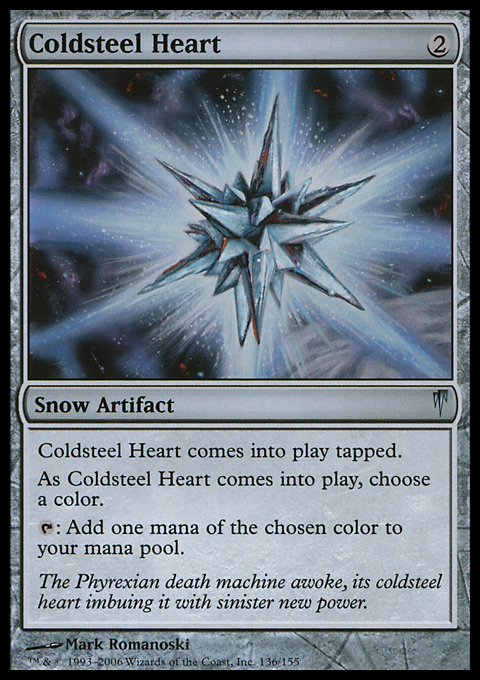 Coldsteel Heart 2
Snow Artifact
Coldsteel Heart comes into play tapped.
As Coldsteel Heart comes into play, choose
a color.
: Add one mana of the chosen color to
your mana pool.
The Phyrexian death machine awoke, its coldsteel
heart imbuing it with sinister new power.
Mark Romanoski
™ & © 1993–2006 Wizards of the Coast, Inc. 136/155